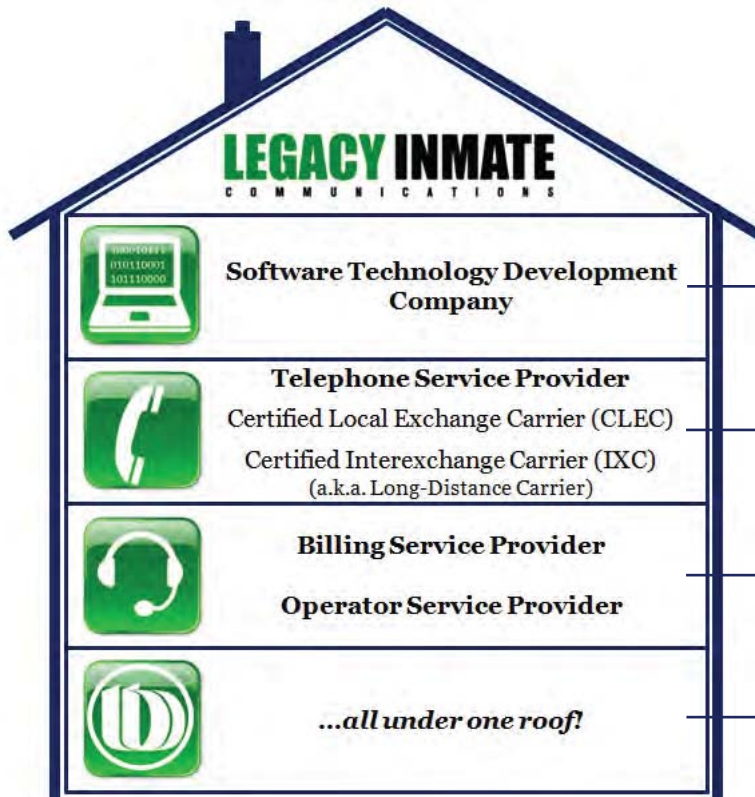 LEGACY INMATE
COMMUNICATIONS
010110001
101110000
Software Technology Development
Company
Telephone Service Provider
Certified Local Exchange Carrier (CLEC)
Certified Interexchange Carrier (IXC)
(a.k.a. Long-Distance Carrier)
Billing Service Provider
Operator Service Provider
...all under one roof!